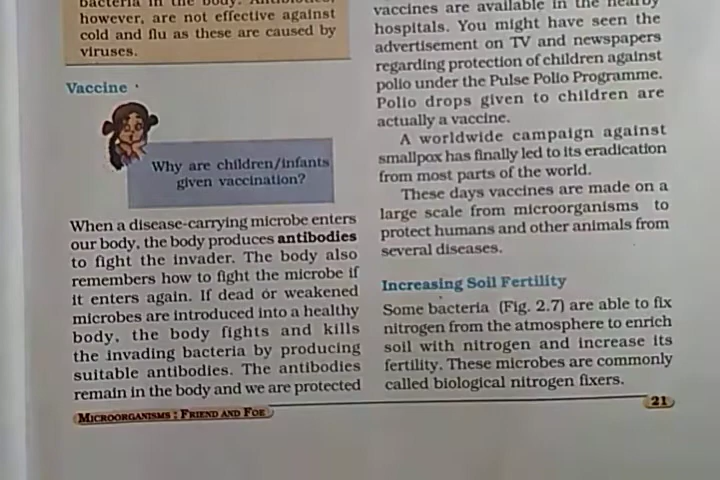 bacteria in the body. Antibiotics,
however, are not effective against
cold and flu as these are caused by
viruses.
Vaccine
Why are children/infants
given vaccination?
When a disease-carrying microbe enters
our body, the body produces antibodies
to fight the invader. The body also
remembers how to fight the microbe if
it enters again. If dead or weakened
microbes are introduced into a healthy
body, the body fights and kills
the invading bacteria by producing
suitable antibodies. The antibodies
remain in the body and we are protected
vaccines are available in the nearby
hospitals. You might have seen the
advertisement on TV and newspapers
regarding protection of children against
polio under the Pulse Polio Programme.
Polio drops given to children are
actually a vaccine.
A worldwide campaign against
smallpox has finally led to its eradication
from most parts of the world.
These days vaccines are made on a
large scale from microorganisms to
protect humans and other animals from
several diseases.
Increasing Soil Fertility
Some bacteria (Fig. 2.7) are able to fix
nitrogen from the atmosphere to enrich
soil with nitrogen and increase its
fertility. These microbes are commonly
called biological nitrogen fixers.
MICROORGANISMS : FRIEND AND FOE
21